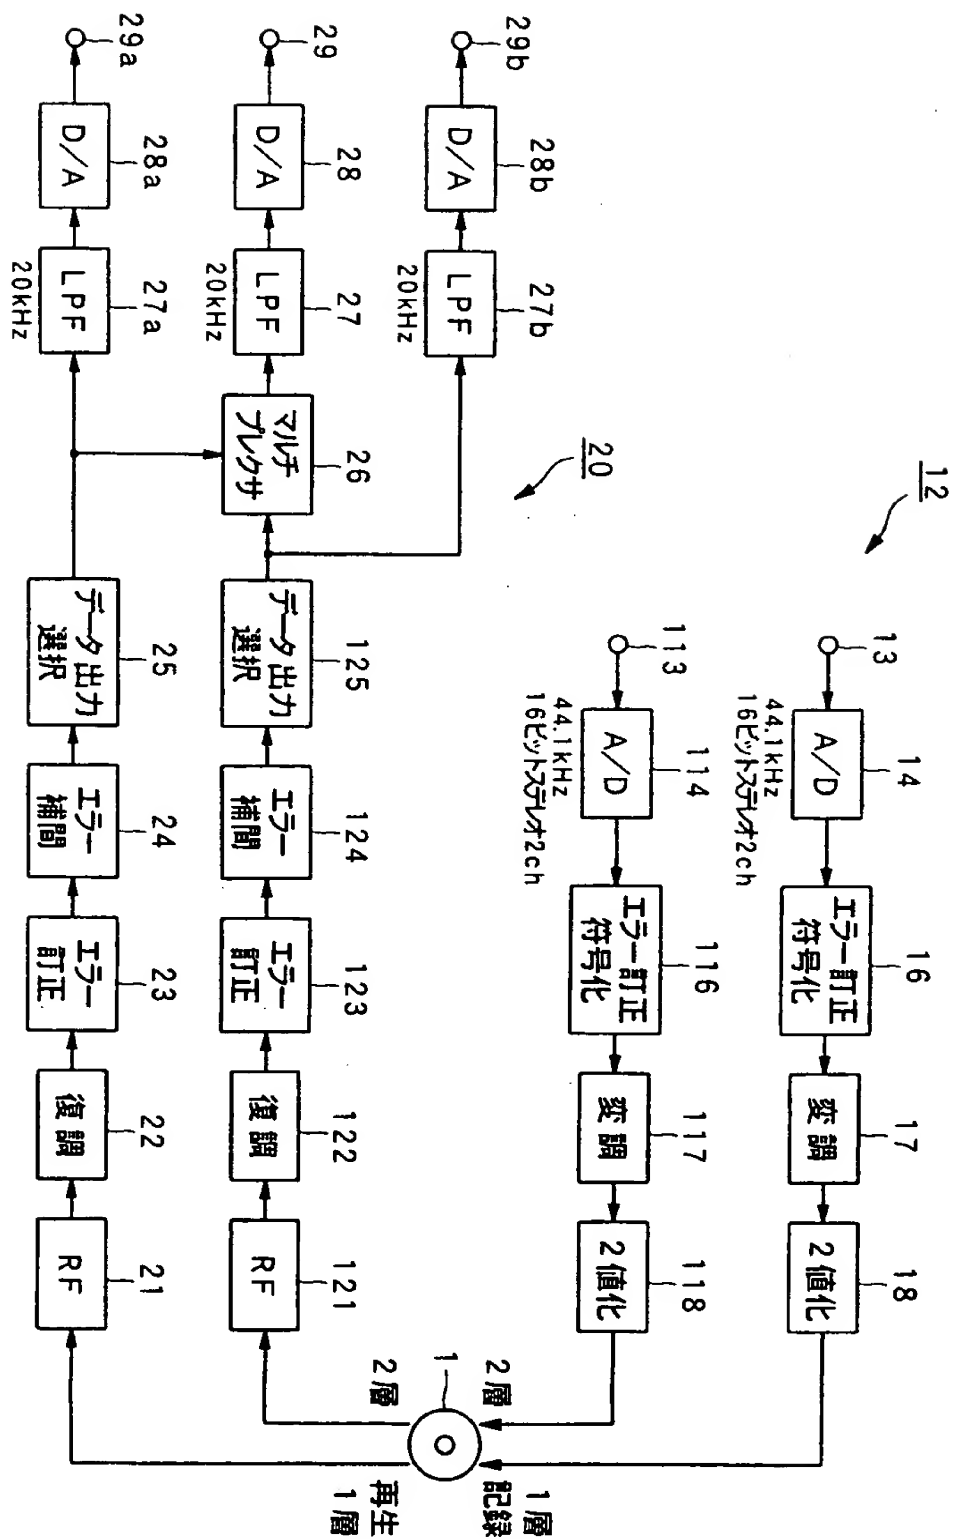 12
13
14
16
17
18
A/D
エラー訂正
符号化
変調
2値化
44.1kHz
16ビットステレオ2ch
113
114
116
117
118
A/D
エラー訂正
符号化
変調
2値化
44.1kHz
16ビットステレオ2ch
20
1層
2層
記録
1
2層
再生
1層
29b
28b
27b
D/A
LPF
20kHz
29
28
27
26
125
124
123
122
121
D/A
LPF
20kHz
マルチ
プレクサ
データ出力
選択
エラー
補間
エラー
訂正
復調
RF
29a
28a
27a
25
24
23
22
21
D/A
LPF
20kHz
データ出力
選択
エラー
補間
エラー
訂正
復調
RF